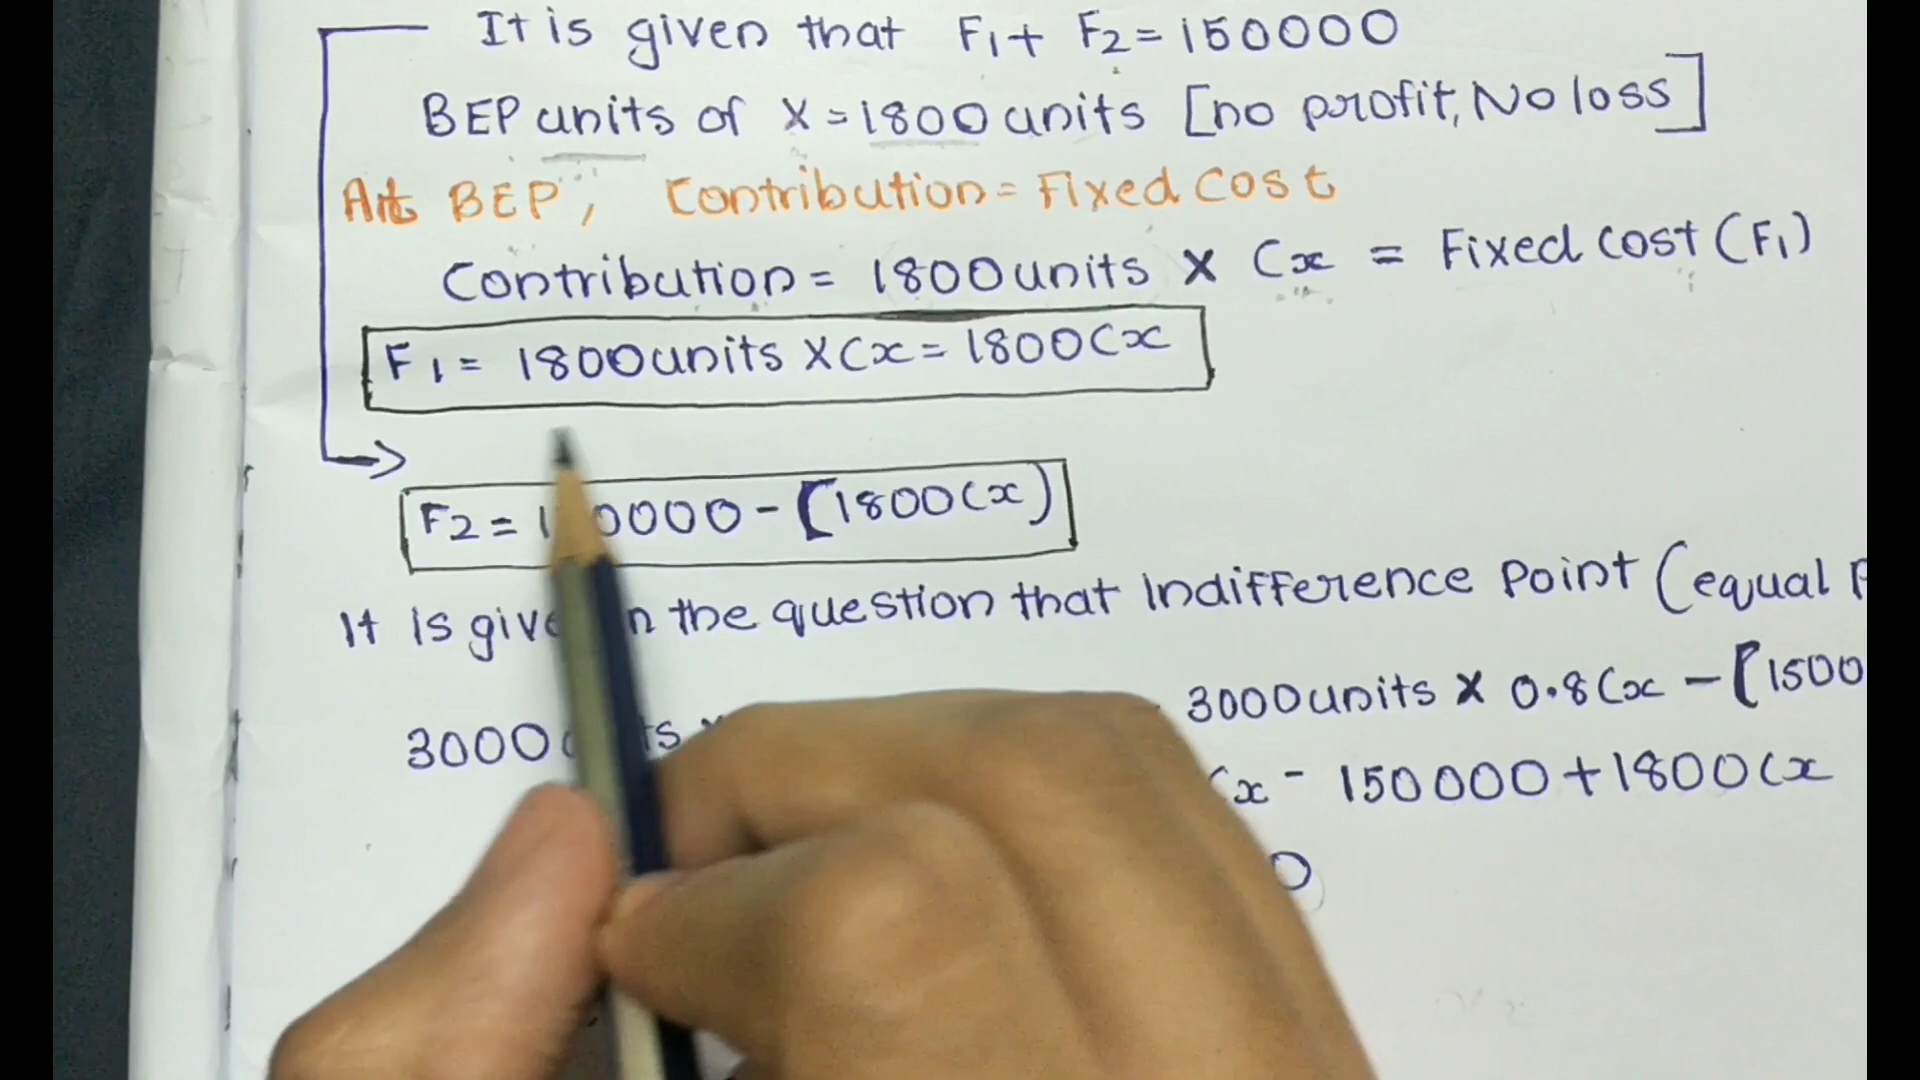 It is given that F1 + F2 = 150000
BEP units of X = 1800 units [no profit, No loss]
At BEP, Contribution = Fixed Cost
Contribution = 1800 units X Cx = Fixed Cost (F1)
F1 = 1800 units X Cx = 1800Cx
F2 = 0000 - (1800Cx)
It is in the question that Indifference Point (equal
3000 3000 units X 0.8Cx - (1500
Cx - 150000 + 1800Cx
0